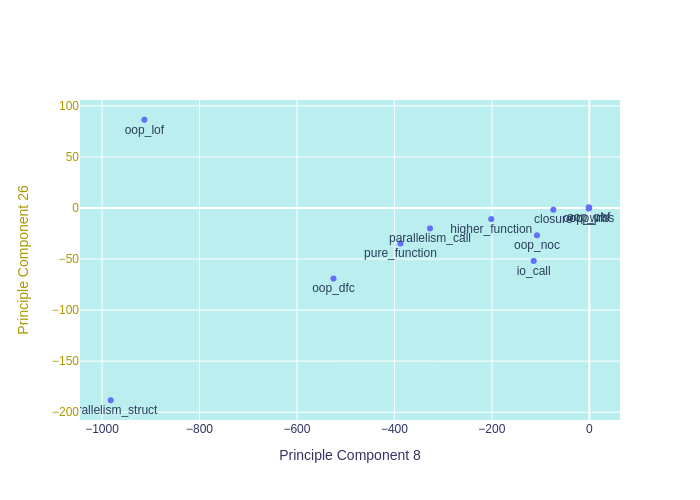 100
50
0
−50
−100
−150
−200
Principle Component 26
oop_lof
closure
higher_function
parallelism_call
oop_noc
pure_function
io_call
oop_dfc
allelism_struct
−1000
−800
−600
−400
−200
0
Principle Component 8